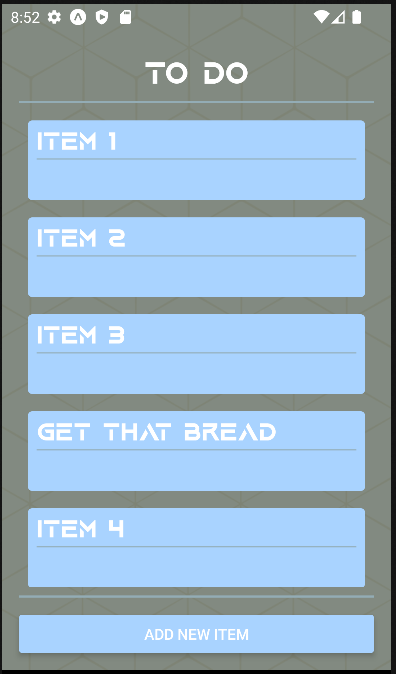 8:52
TO DO
ITEM 1
ITEM 2
ITEM 3
GET THAT BREAD
ITEM 4
ADD NEW ITEM